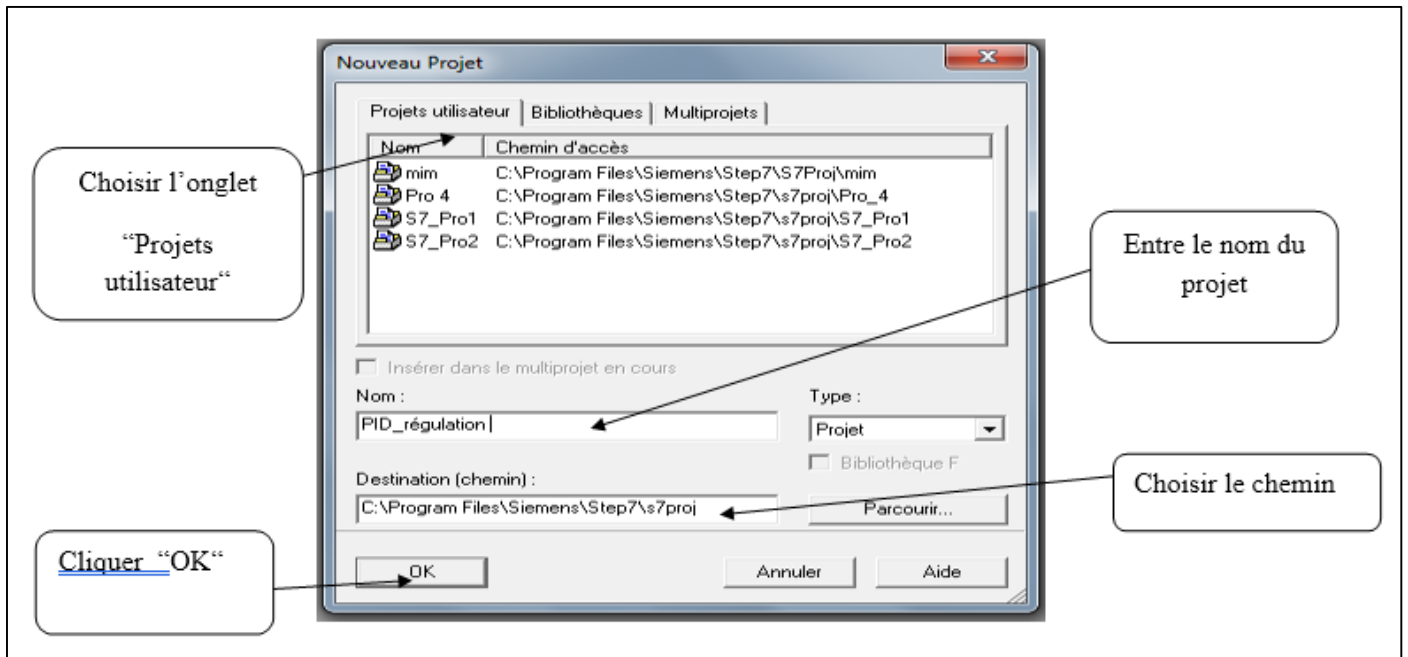 Nouveau Projet
Projets utilisateur Bibliothèques Multiprojets
Nom Chemin d'accès
mim C:\Program Files\Siemens\Step7\S7Proj\mim
Pro 4 C:\Program Files\Siemens\Step7\s7proj\Pro_4
S7_Pro1 C:\Program Files\Siemens\Step7\s7proj\S7_Pro1
S7_Pro2 C:\Program Files\Siemens\Step7\s7proj\S7_Pro2
Choisir l’onglet
“Projets
utilisateur“
Entre le nom du
projet
Insérer dans le multiprojet en cours
Nom :
Type :
PID_régulation
Projet
Bibliothèque F
Destination (chemin) :
C:\Program Files\Siemens\Step7\s7proj
Parcourir...
Choisir le chemin
Cliquer “OK“
OK
Annuler
Aide